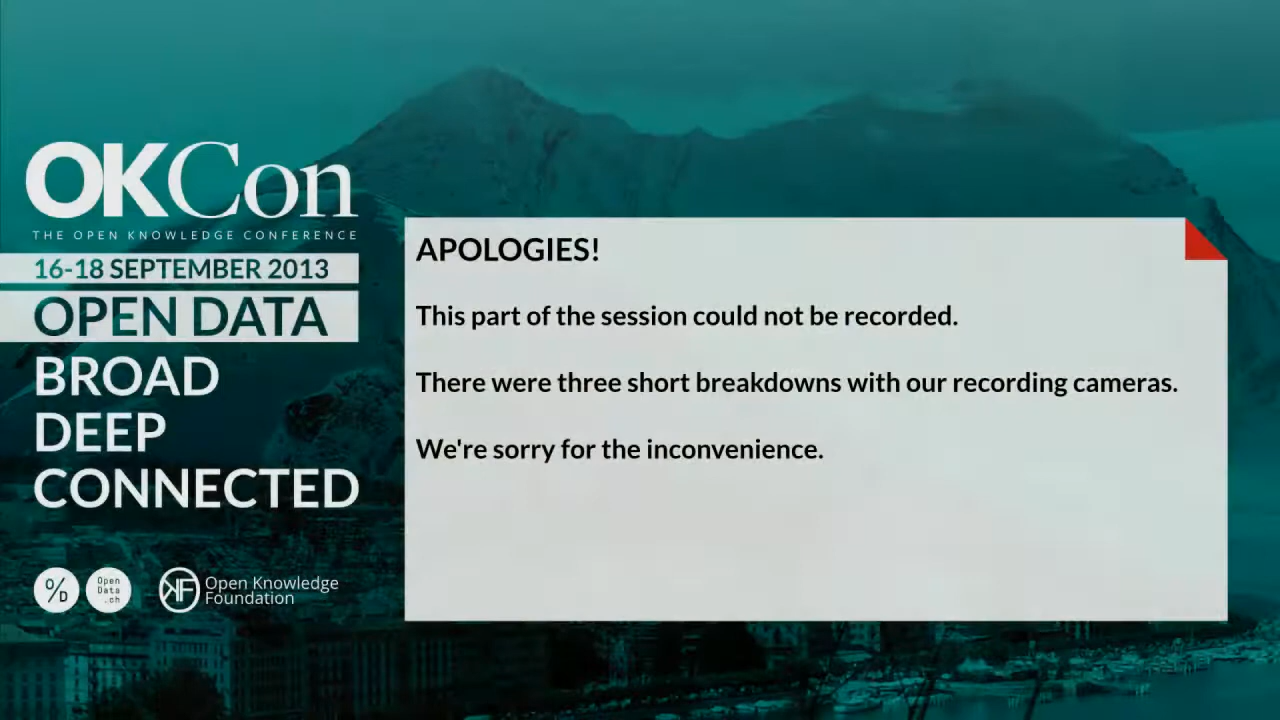 OKCon
THE OPEN KNOWLEDGE CONFERENCE
16-18 SEPTEMBER 2013
OPEN DATA
BROAD
DEEP
CONNECTED
O/D
Open
Data
.ch
OKF
Open Knowledge
Foundation
APOLOGIES!
This part of the session could not be recorded.
There were three short breakdowns with our recording cameras.
We're sorry for the inconvenience.